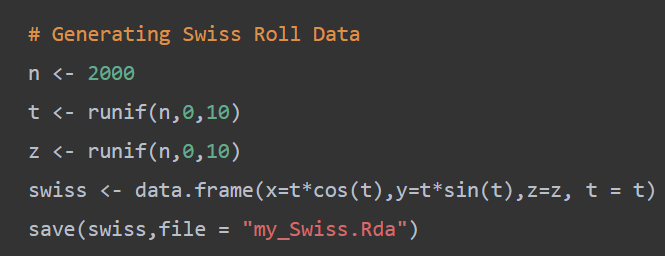 # Generating Swiss Roll Data
n <- 2000
t <- runif(n,0,10)
z <- runif(n,0,10)
swiss <- data.frame(x=t*cos(t),y=t*sin(t),z=z, t = t)
save(swiss,file = "my_Swiss.Rda")